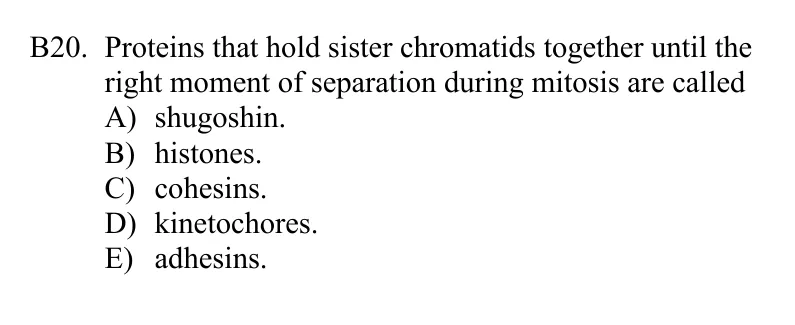 B20. Proteins that hold sister chromatids together until the
right moment of separation during mitosis are called
A) shugoshin.
B) histones.
C) cohesins.
D) kinetochores.
E) adhesins.